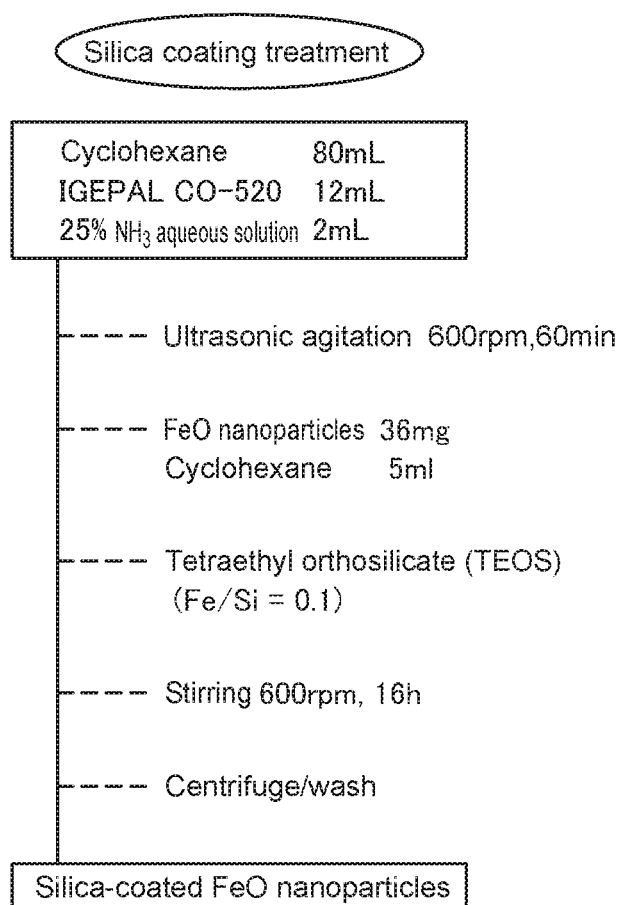 Silica coating treatment
Cyclohexane 80mL
IGEPAL CO-520 12mL
25% NH₃ aqueous solution 2mL
Ultrasonic agitation 600rpm,60min
FeO nanoparticles 36mg
Cyclohexane 5ml
Tetraethyl orthosilicate (TEOS)
(Fe/Si = 0.1)
Stirring 600rpm, 16h
Centrifuge/wash
Silica-coated FeO nanoparticles